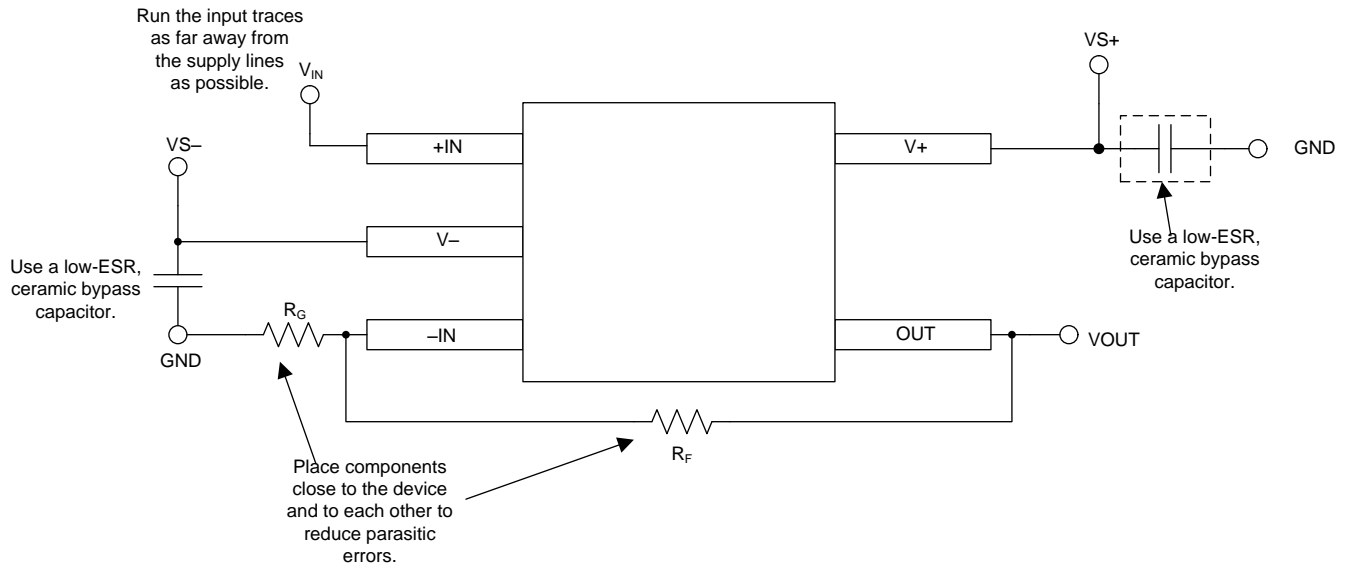 Run the input traces
as far away from
the supply lines
as possible.
VIN
VS+
+IN
V+
GND
VS–
V–
Use a low-ESR,
ceramic bypass
capacitor.
Use a low-ESR,
ceramic bypass
capacitor.
RG
–IN
OUT
VOUT
GND
RF
Place components
close to the device
and to each other to
reduce parasitic
errors.